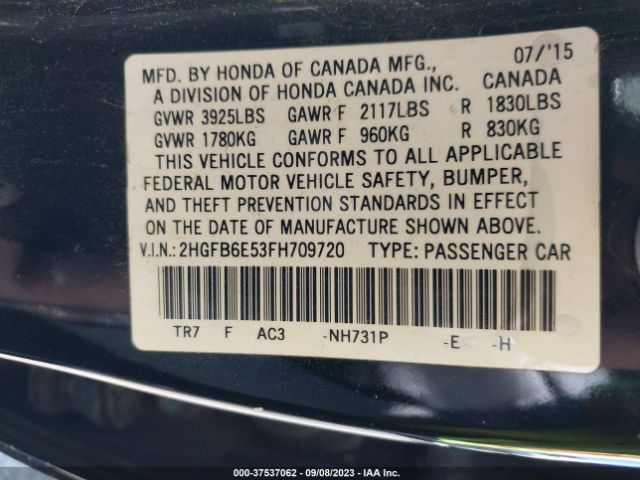 07/'15
MFD. BY HONDA OF CANADA MFG.,
A DIVISION OF HONDA CANADA INC. CANADA
GVWR 3925LBS GAWR F 2117LBS R 1830LBS
GVWR 1780KG GAWR F 960KG R 830KG
THIS VEHICLE CONFORMS TO ALL APPLICABLE
FEDERAL MOTOR VEHICLE SAFETY, BUMPER,
AND THEFT PREVENTION STANDARDS IN EFFECT
ON THE DATE OF MANUFACTURE SHOWN ABOVE.
V.I.N.: 2HGFB6E53FH709720 TYPE: PASSENGER CAR
TR7 F AC3 -NH731P -E -H
000-37537062 - 09/08/2023 - IAA Inc.